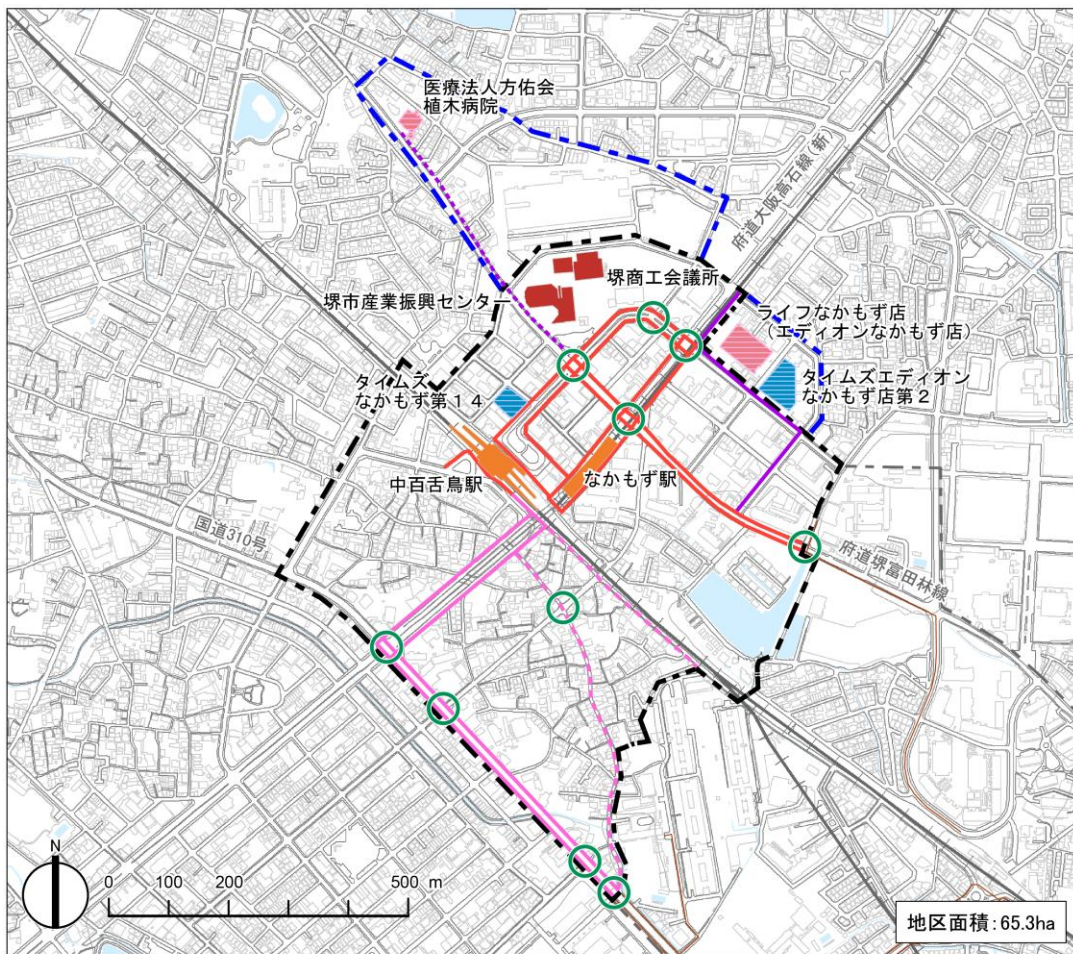 医療法人方佑会
植木病院
府道大阪高石線(新)
堺商工会議所
堺市産業振興センター
ライフなかもず店
（エディオンなかもず店）
タイムズ
なかもず第１４
タイムズエディオン
なかもず店第２
中百舌鳥駅
なかもず駅
国道310号
府道堺富田林線
N
0 100 200 500 m
地区面積：65.3ha